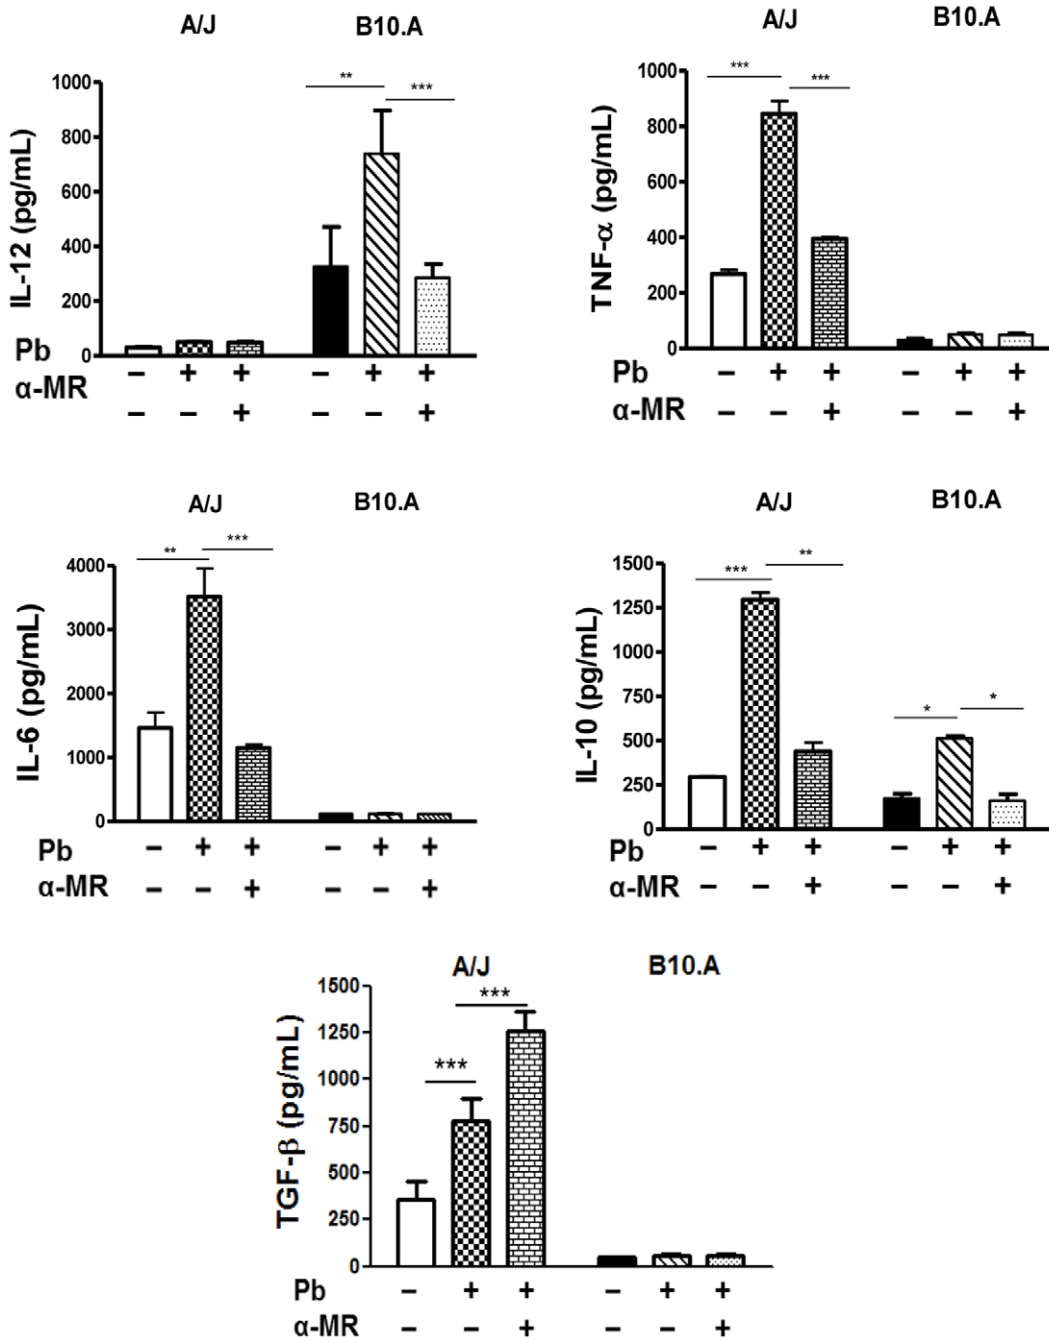 A/J B10.A
** ***
IL-12 (pg/mL)
1000
800
600
400
200
0
Pb − + + − + +
α-MR − − + − − +
A/J B10.A
*** ***
TNF-α (pg/mL)
1000
800
600
400
200
0
Pb − + + − + +
α-MR − − + − − +
A/J B10.A
** ***
IL-6 (pg/mL)
4000
3000
2000
1000
0
Pb − + + − + +
α-MR − − + − − +
A/J B10.A
*** **
* *
IL-10 (pg/mL)
1500
1250
1000
750
500
250
0
Pb − + + − + +
α-MR − − + − − +
A/J B10.A
***
***
TGF-β (pg/mL)
1500
1250
1000
750
500
250
0
Pb − + + − + +
α-MR − − + − − +